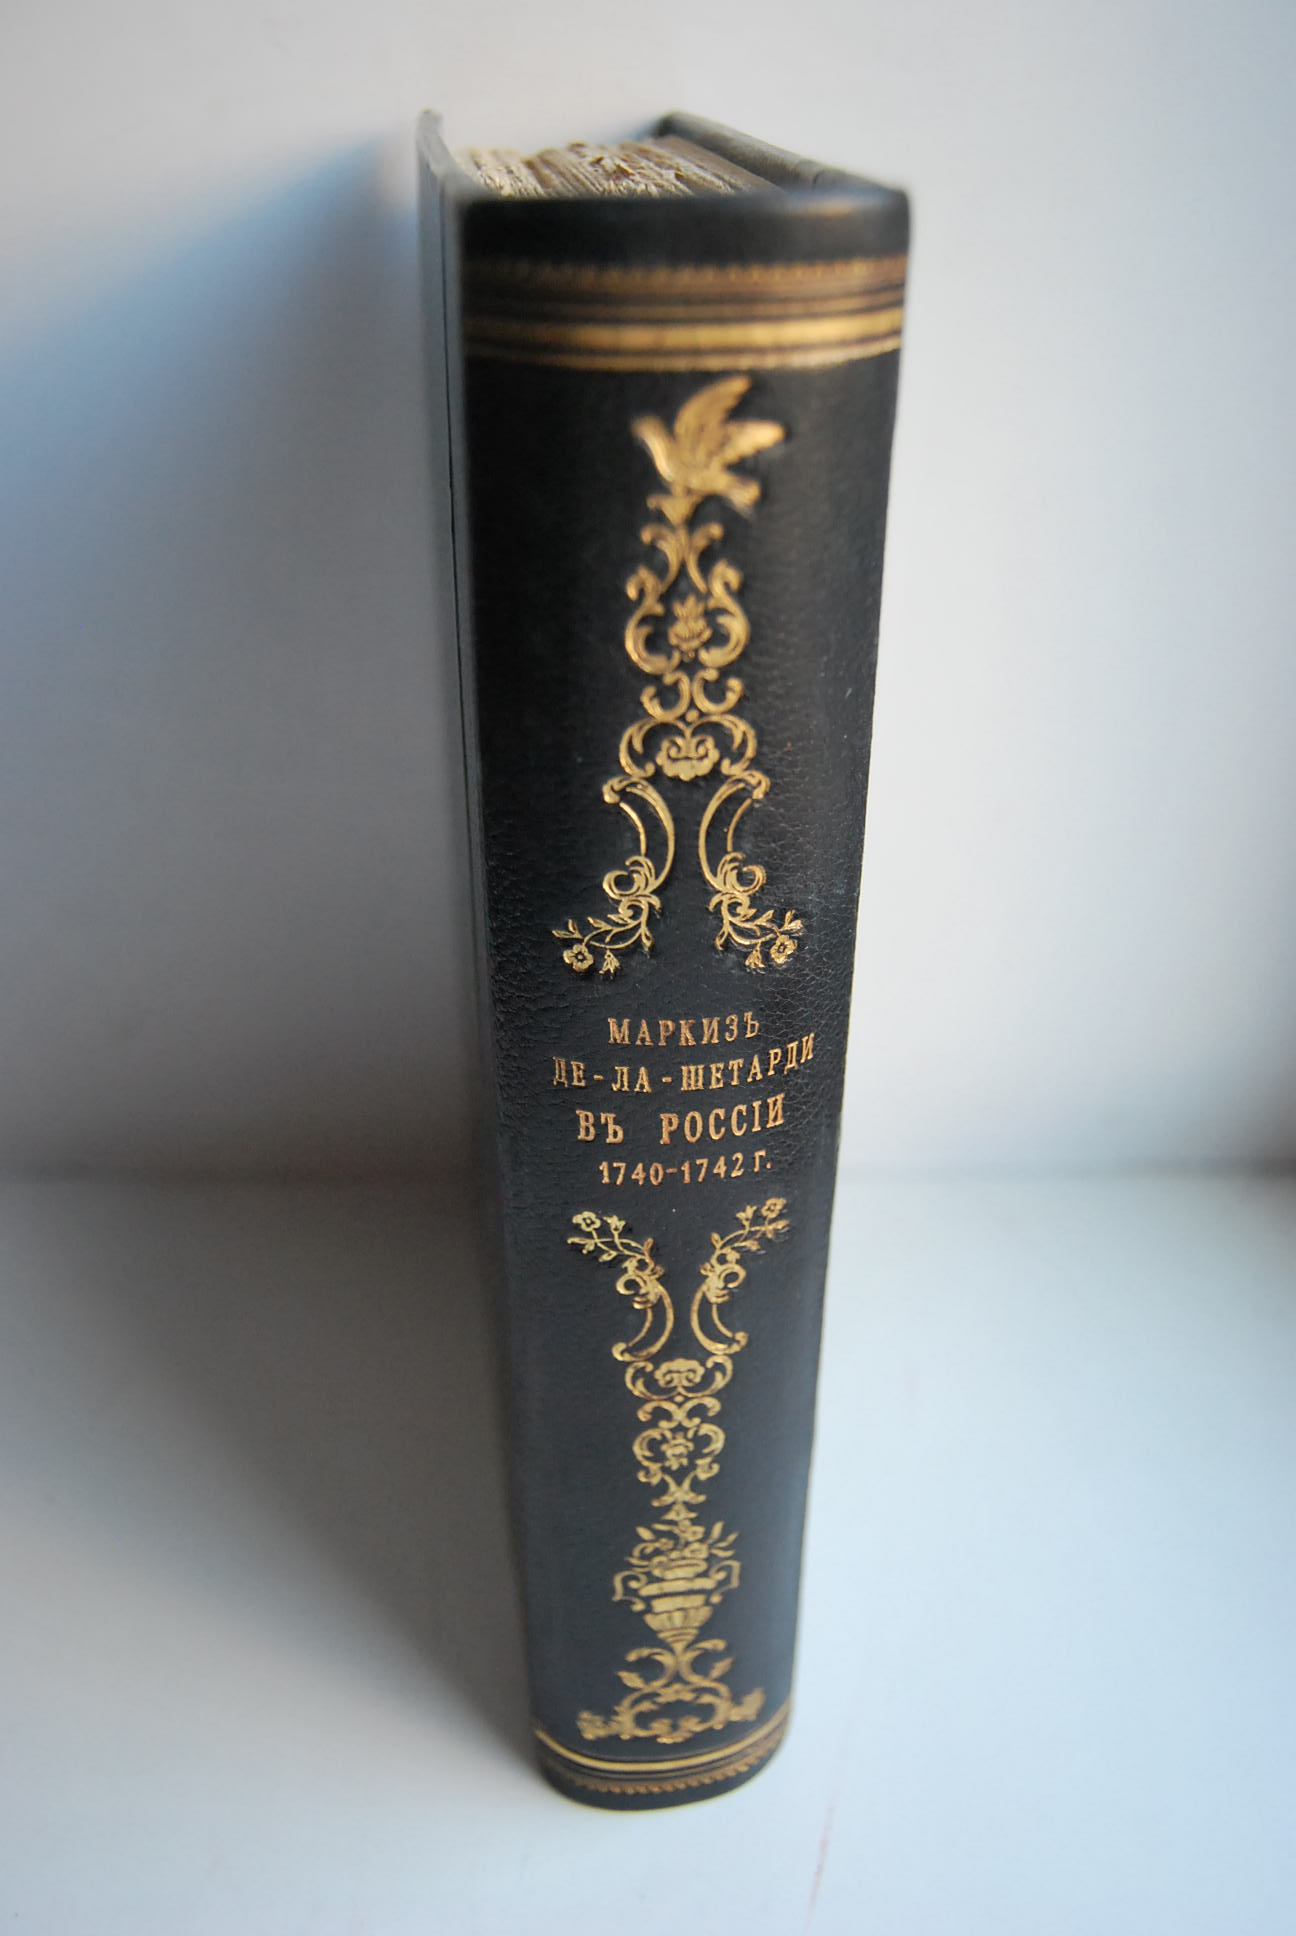 МАРКИЗЪ
ДЕ-ЛА-ШЕТАРДИ
ВЪ РОССІИ
1740-1742 г.